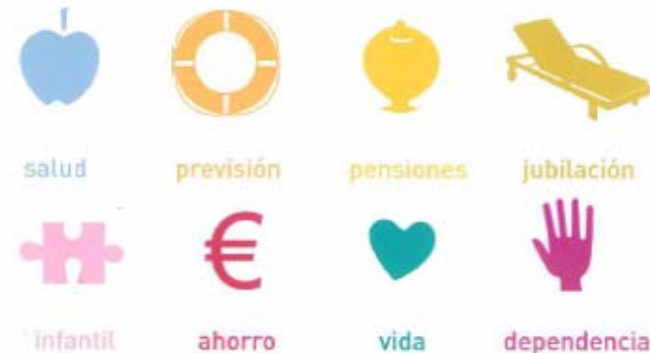 salud previsión pensiones jubilación
infantil ahorro vida dependencia